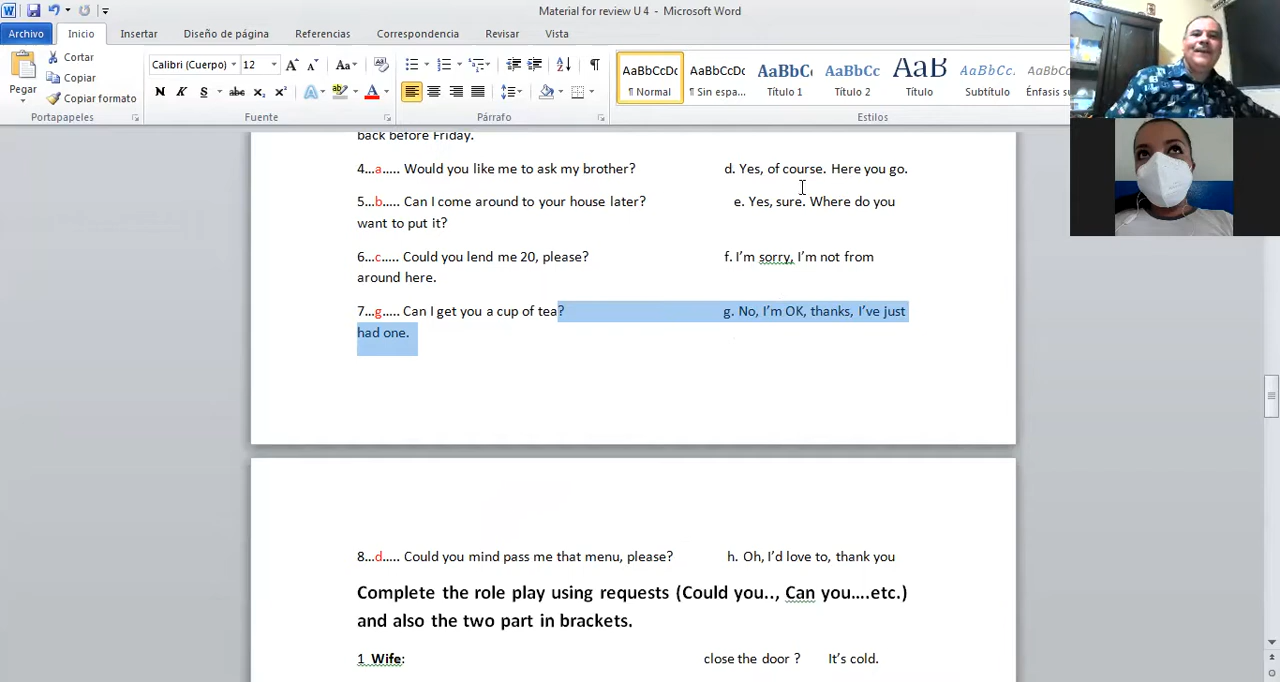 Material for review U 4 - Microsoft Word
Archivo Inicio Insertar Diseño de página Referencias Correspondencia Revisar Vista
Cortar
Copiar
Copiar formato
Pegar
Calibri (Cuerpo) 12
AaBbCcDc AaBbCcDc AaBbC( AaBbCc AaB AaBbCc. AaBbCc
¶ Normal ¶ Sin espa... Título 1 Título 2 Título Subtítulo Énfasis s
Portapapeles Fuente Párrafo Estilos
back before Friday.
4...a..... Would you like me to ask my brother? d. Yes, of course. Here you go.
5...b..... Can I come around to your house later? e. Yes, sure. Where do you
want to put it?
6...c..... Could you lend me 20, please? f. I’m sorry, I’m not from
around here.
7...g..... Can I get you a cup of tea? g. No, I’m OK, thanks, I’ve just
had one.
8...d..... Could you mind pass me that menu, please? h. Oh, I’d love to, thank you
Complete the role play using requests (Could you.., Can you....etc.)
and also the two part in brackets.
1 Wife: close the door ? It’s cold.